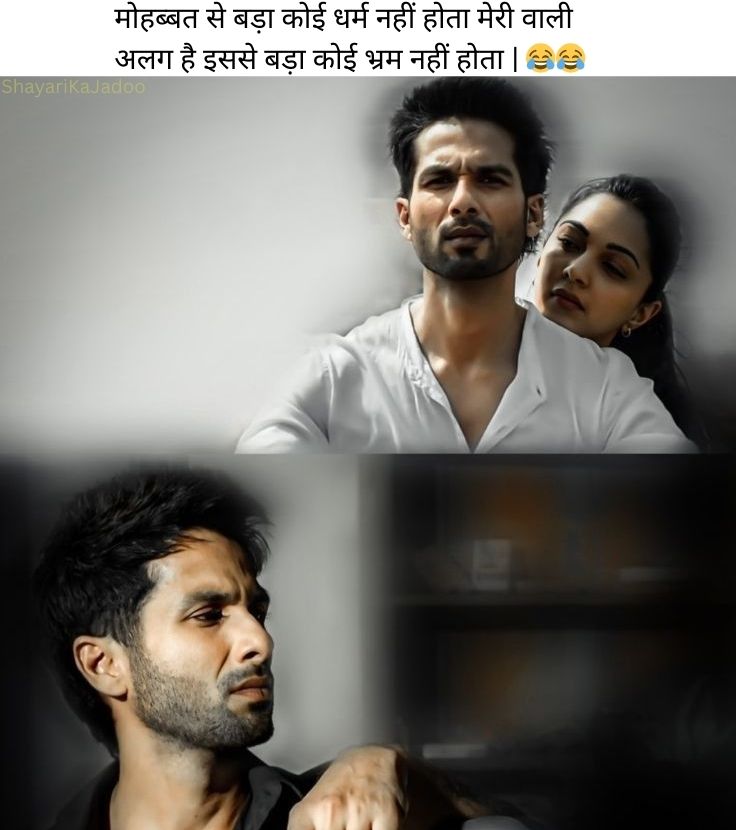 मोहब्बत से बड़ा कोई धर्म नहीं होता मेरी वाली
अलग है इससे बड़ा कोई भ्रम नहीं होता | 😂😂
ShayariKaJadoo